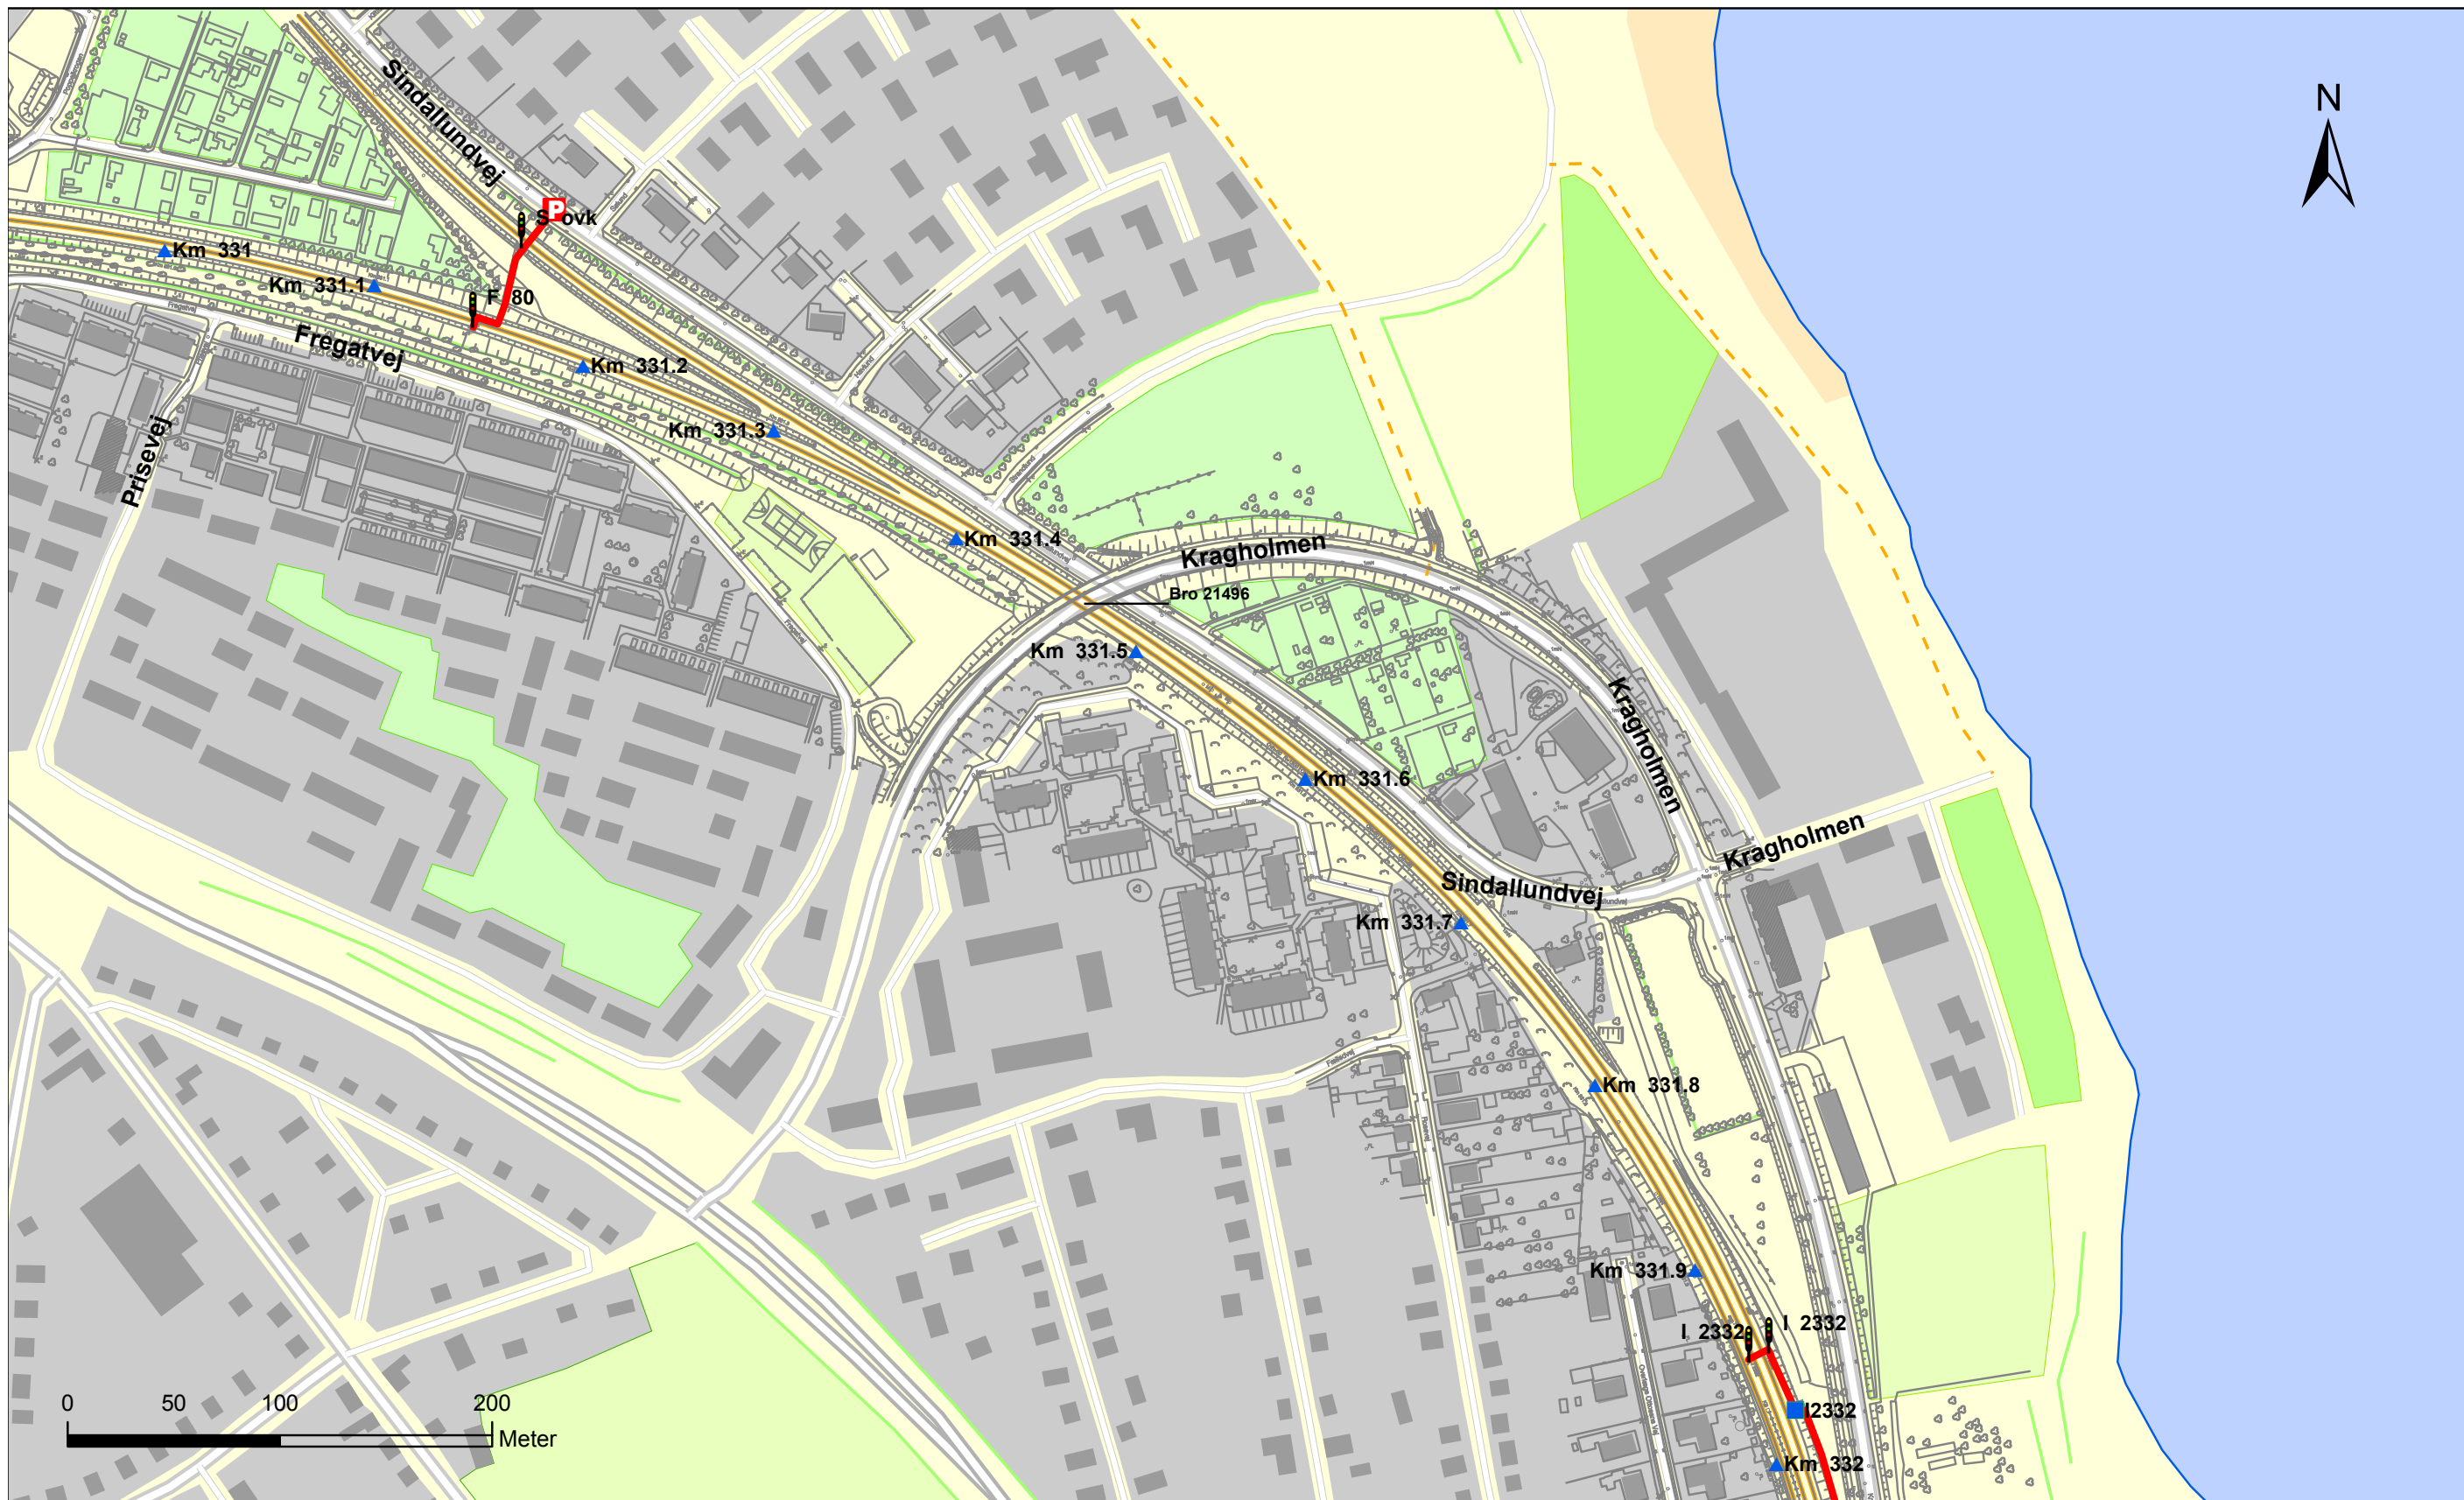 N
Sindallundvej
P
S ovk
Km 331
Km 331.1
F 80
Fregatvej
Km 331.2
Prisevej
Km 331.3
Km 331.4
Kragholmen
Bro 21496
Km 331.5
Kragholmen
Km 331.6
Kragholmen
Sindallundvej
Km 331.7
Km 331.8
Km 331.9
I 2332
I 2332
I2332
Km 332
0 50 100 200
Meter